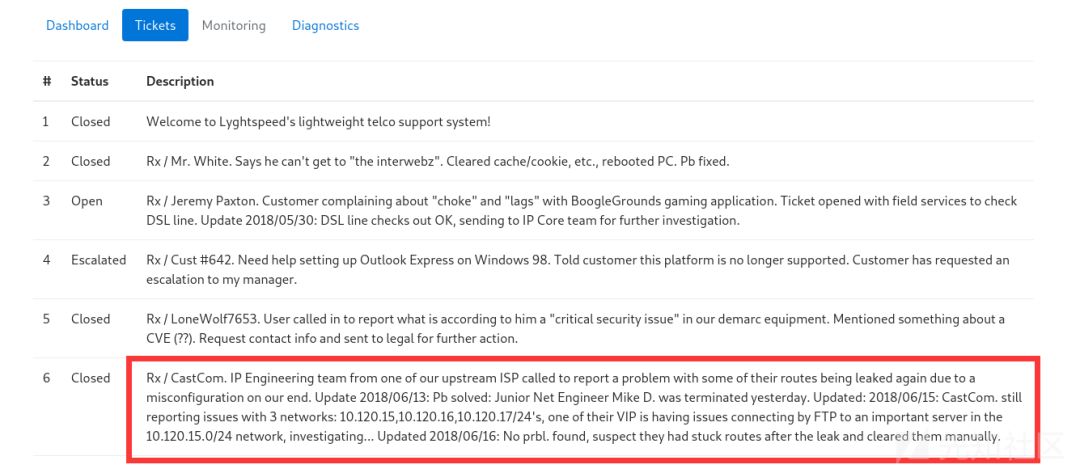 Dashboard Tickets Monitoring Diagnostics
# Status Description
1 Closed Welcome to Lyghtspeed's lightweight telco support system!
2 Closed Rx / Mr. White. Says he can't get to "the interwebz". Cleared cache/cookie, etc., rebooted PC. Pb fixed.
3 Open Rx / Jeremy Paxton. Customer complaining about "choke" and "lags" with BoogleGrounds gaming application. Ticket opened with field services to check
DSL line. Update 2018/05/30: DSL line checks out OK, sending to IP Core team for further investigation.
4 Escalated Rx / Cust #642. Need help setting up Outlook Express on Windows 98. Told customer this platform is no longer supported. Customer has requested an
escalation to my manager.
5 Closed Rx / LoneWolf7653. User called in to report what is according to him a "critical security issue" in our demarc equipment. Mentioned something about a
CVE (??). Request contact info and sent to legal for further action.
6 Closed Rx / CastCom. IP Engineering team from one of our upstream ISP called to report a problem with some of their routes being leaked again due to a
misconfiguration on our end. Update 2018/06/13: Pb solved: Junior Net Engineer Mike D. was terminated yesterday. Updated: 2018/06/15: CastCom. still
reporting issues with 3 networks: 10.120.15,10.120.16,10.120.17/24's, one of their VIP is having issues connecting by FTP to an important server in the
10.120.15.0/24 network, investigating... Updated 2018/06/16: No prbl. found, suspect they had stuck routes after the leak and cleared them manually.